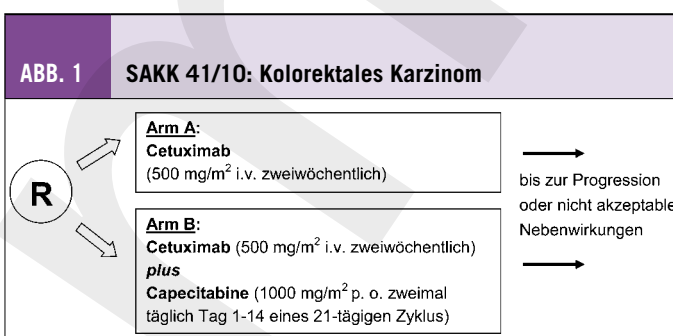 ABB. 1 SAKK 41/10: Kolorektales Karzinom
R
Arm A:
Cetuximab
(500 mg/m² i.v. zweiwöchentlich)
Arm B:
Cetuximab (500 mg/m² i.v. zweiwöchentlich)
plus
Capecitabine (1000 mg/m² p. o. zweimal
täglich Tag 1-14 eines 21-tägigen Zyklus)
bis zur Progression
oder nicht akzeptable
Nebenwirkungen